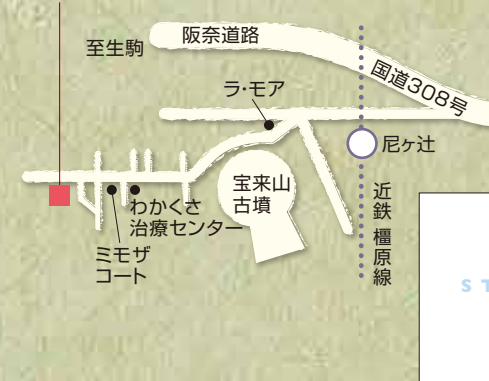 阪奈道路
至生駒
国道308号
ラ・モア
尼ヶ辻
宝来山
古墳
近鉄 橿原線
わかくさ
治療センター
ミモザ
コート
S T